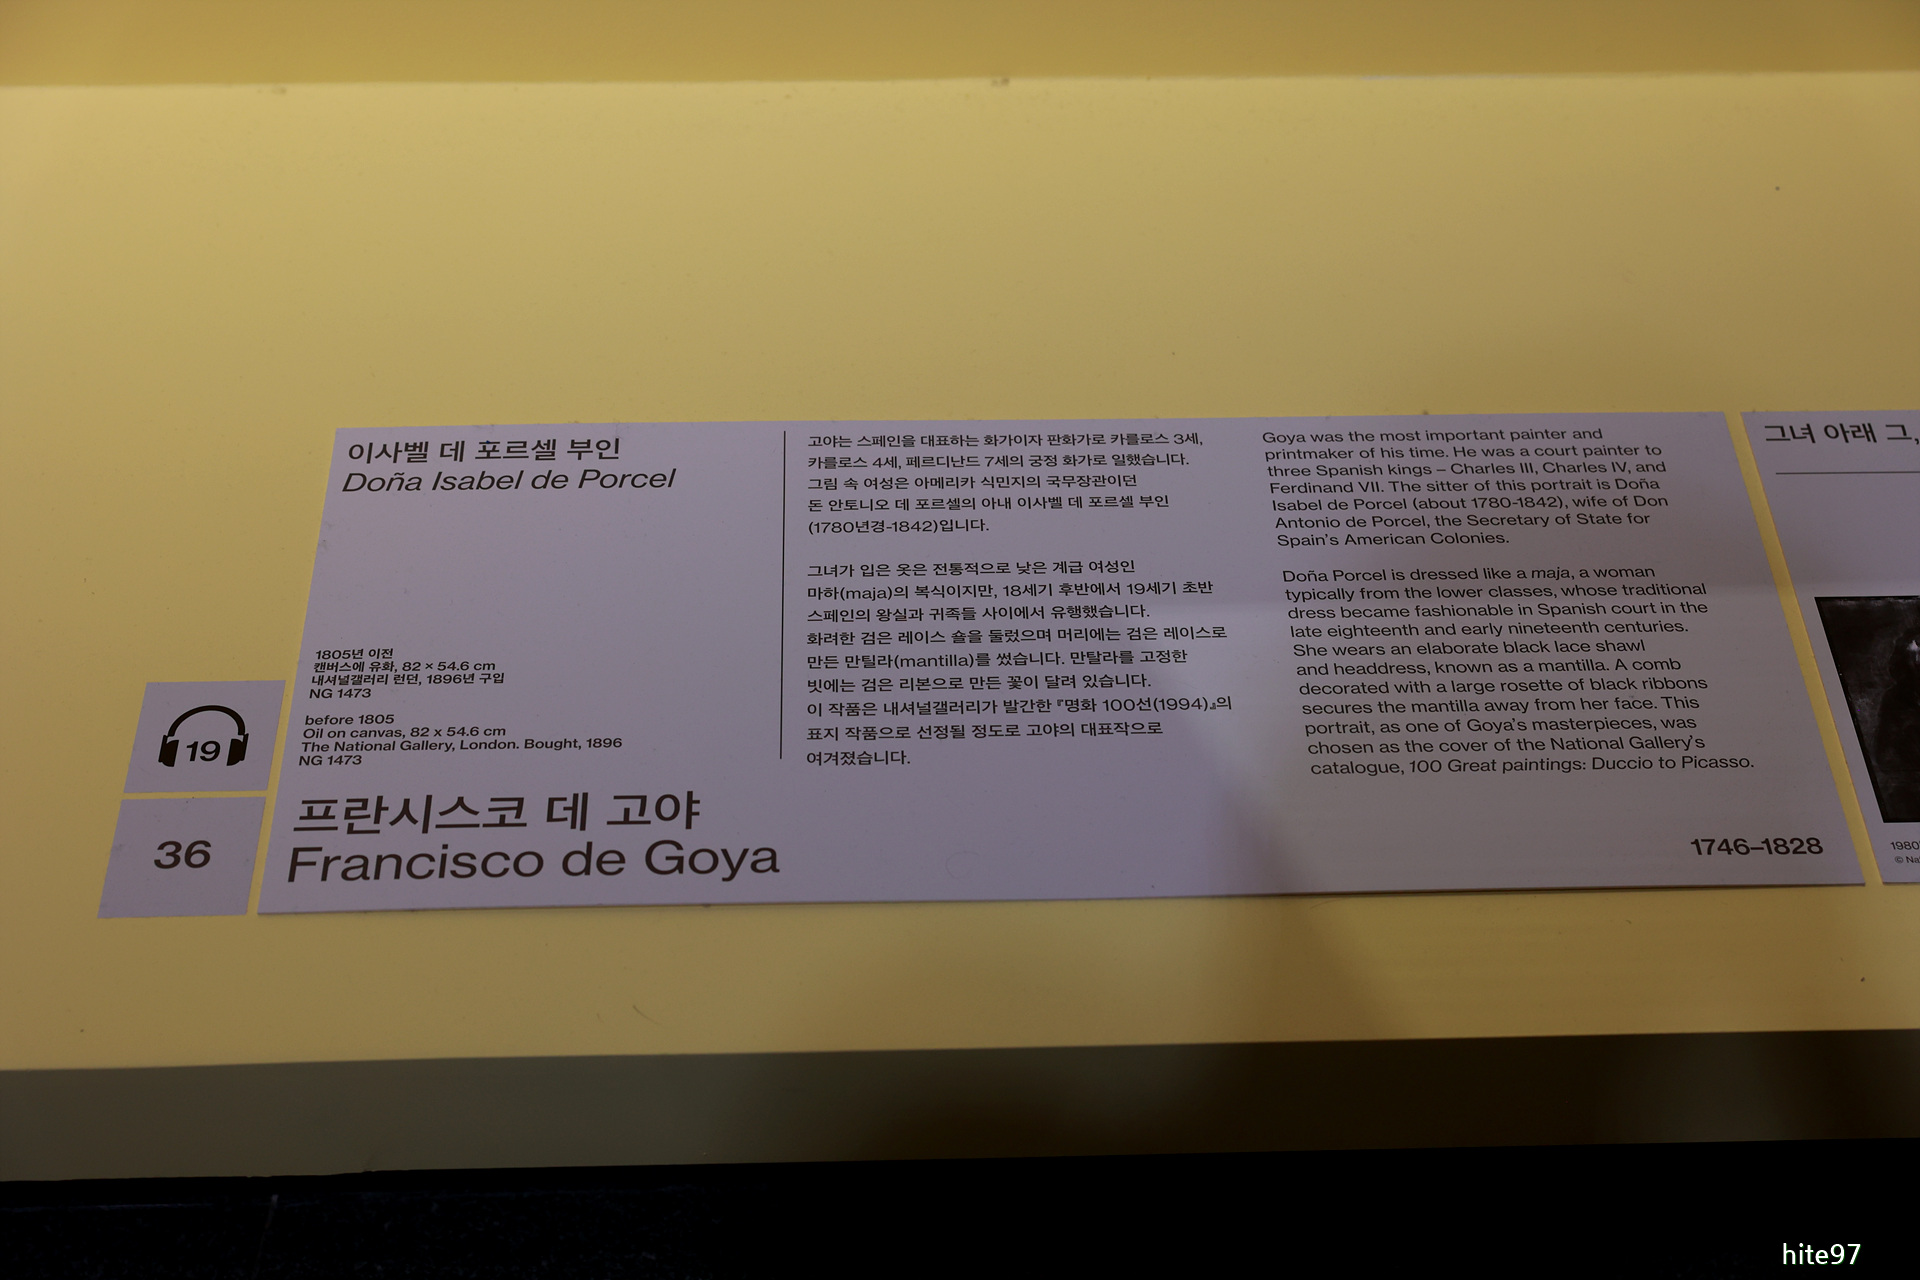 이사벨 데 포르셀 부인
Doña Isabel de Porcel
1805년 이전
캔버스에 유화, 82 × 54.6 cm
내셔널갤러리 런던, 1896년 구입
NG 1473
before 1805
Oil on canvas, 82 x 54.6 cm
The National Gallery, London. Bought, 1896
NG 1473
19
36
프란시스코 데 고야
Francisco de Goya
고야는 스페인을 대표하는 화가이자 판화가로 카를로스 3세,
카를로스 4세, 페르디난드 7세의 궁정 화가로 일했습니다.
그림 속 여성은 아메리카 식민지의 국무장관이던
돈 안토니오 데 포르셀의 아내 이사벨 데 포르셀 부인
(1780년경-1842)입니다.
그녀가 입은 옷은 전통적으로 낮은 계급 여성인
마하(maja)의 복식이지만, 18세기 후반에서 19세기 초반
스페인의 왕실과 귀족들 사이에서 유행했습니다.
화려한 검은 레이스 숄을 둘렀으며 머리에는 검은 레이스로
만든 만틸라(mantilla)를 썼습니다. 만탈라를 고정한
빗에는 검은 리본으로 만든 꽃이 달려 있습니다.
이 작품은 내셔널갤러리가 발간한 『명화 100선(1994)』의
표지 작품으로 선정될 정도로 고야의 대표작으로
여겨졌습니다.
Goya was the most important painter and
printmaker of his time. He was a court painter to
three Spanish kings – Charles III, Charles IV, and
Ferdinand VII. The sitter of this portrait is Doña
Isabel de Porcel (about 1780-1842), wife of Don
Antonio de Porcel, the Secretary of State for
Spain's American Colonies.
Doña Porcel is dressed like a maja, a woman
typically from the lower classes, whose traditional
dress became fashionable in Spanish court in the
late eighteenth and early nineteenth centuries.
She wears an elaborate black lace shawl
and headdress, known as a mantilla. A comb
decorated with a large rosette of black ribbons
secures the mantilla away from her face. This
portrait, as one of Goya's masterpieces, was
chosen as the cover of the National Gallery's
catalogue, 100 Great paintings: Duccio to Picasso.
1746–1828
그녀 아래 그,
1980
© Na
hite97